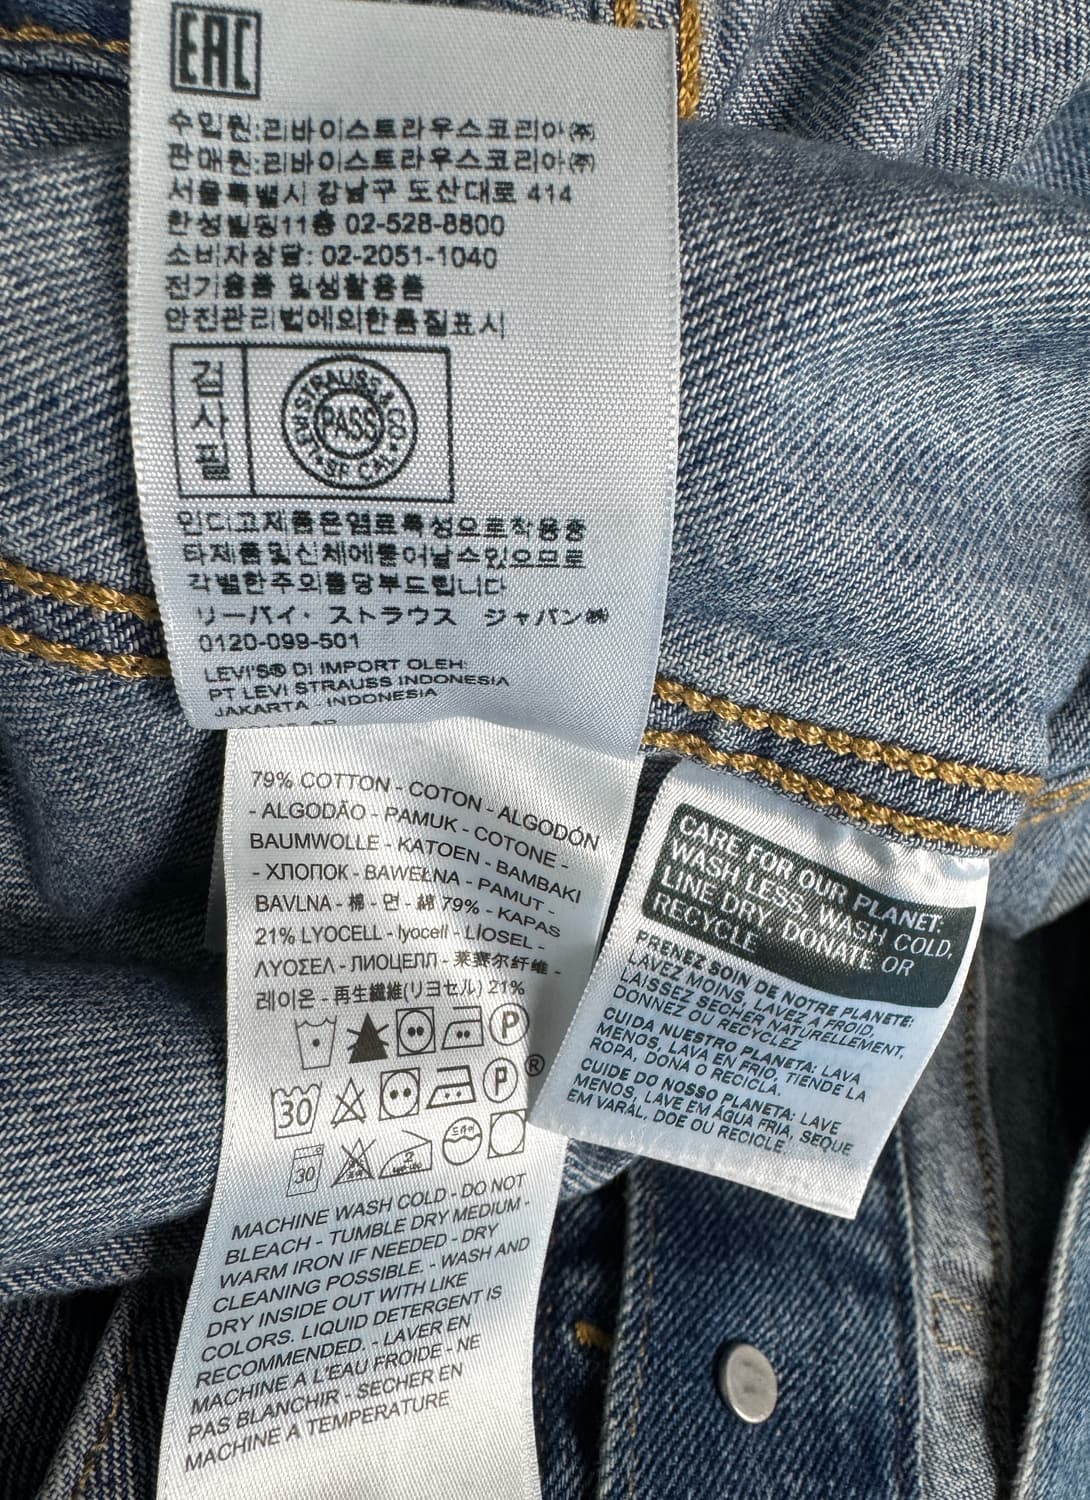 EAC
수입원:리바이스트라우스코리아(주)
판매원:리바이스트라우스코리아(주)
서울특별시 강남구 도산대로 414
한성빌딩11층 02-528-8800
소비자상담: 02-2051-1040
전기용품 및생활용품
안전관리법에의한품질표시
검사필
LEVI STRAUSS & CO
PASS
SF CAL
인디고제품은염료특성으로착용중
타제품및신체에물어날수있으므로
각별한주의를당부드립니다
リーバイ・ストラウス ジャパン㈱
0120-099-501
LEVI'S® DI IMPORT OLEH:
PT LEVI STRAUSS INDONESIA
JAKARTA - INDONESIA
79% COTTON - COTON - ALGODÓN
- ALGODÃO - PAMUK - COTONE -
BAUMWOLLE - KATOEN - BAMBAKI
- ХЛОПОК - BAWEŁNA - PAMUT -
BAVLNA - 棉 - 면 - 綿 79% - KAPAS
21% LYOCELL - lyocell - LIOSEL -
ΛΥΟΣΕΛ - ЛИОЦЕЛЛ - 莱赛尔纤维 -
레이온 - 再生繊維(リヨセル) 21%
P
30 P ®
30 드라이 2
MACHINE WASH COLD - DO NOT
BLEACH - TUMBLE DRY MEDIUM -
WARM IRON IF NEEDED - DRY
CLEANING POSSIBLE. - WASH AND
DRY INSIDE OUT WITH LIKE
COLORS. LIQUID DETERGENT IS
RECOMMENDED. - LAVER EN
MACHINE A L'EAU FROIDE - NE
PAS BLANCHIR - SECHER EN
MACHINE A TEMPERATURE
CARE FOR OUR PLANET:
WASH LESS, WASH COLD,
LINE DRY, DONATE OR
RECYCLE
PRENEZ SOIN DE NOTRE PLANETE:
LAVEZ MOINS, LAVEZ A FROID,
LAISSEZ SECHER NATURELLEMENT,
DONNEZ OU RECYCLEZ
CUIDA NUESTRO PLANETA: LAVA
MENOS, LAVA EN FRIO, TIENDE LA
ROPA, DONA O RECICLA.
CUIDE DO NOSSO PLANETA: LAVE
MENOS, LAVE EM ÁGUA FRIA, SEQUE
EM VARAL, DOE OU RECICLE.